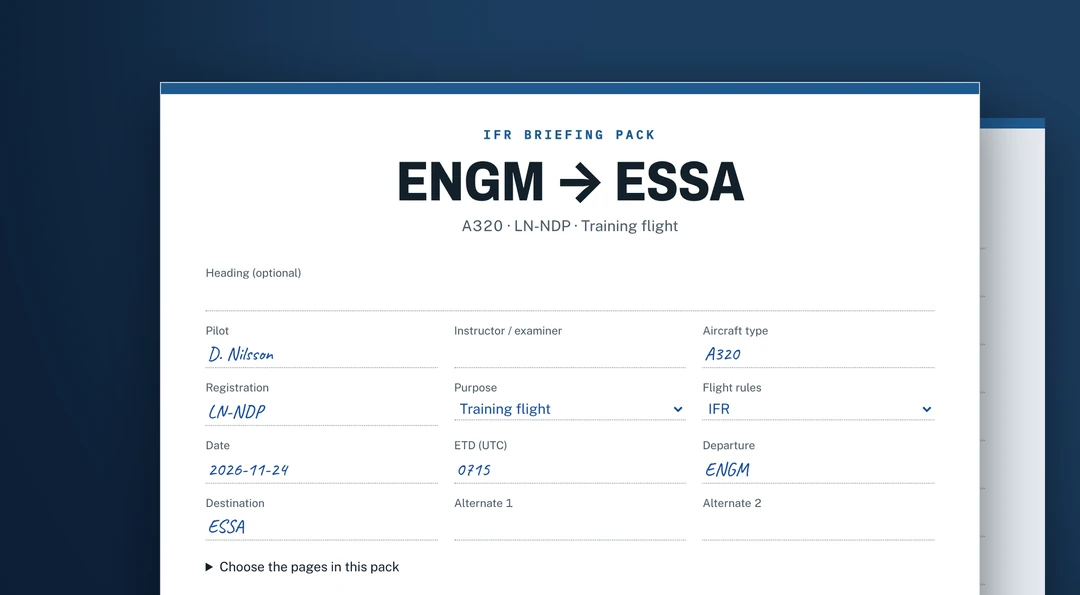 IFR BRIEFING PACK
ENGM → ESSA
A320 · LN-NDP · Training flight
Heading (optional)
Pilot Instructor / examiner Aircraft type
D. Nilsson A320
Registration Purpose Flight rules
LN-NDP Training flight IFR
Date ETD (UTC) Departure
2026-11-24 0715 ENGM
Destination Alternate 1 Alternate 2
ESSA
Choose the pages in this pack